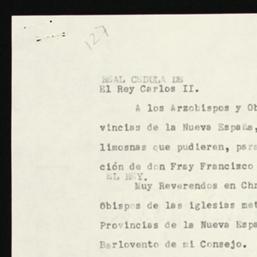 127
REAL CEDULA DE
El Rey Carlos II.
A los Arzobispos y Ob
vincias de la Nueva España,
limosnas que pudieren, para
ción de don Fray Francisco
EL REY.
Muy Reverendos en Chr
Obispos de las iglesias met
Provincias de la Nueva Espa
Barlovento de mi Consejo.